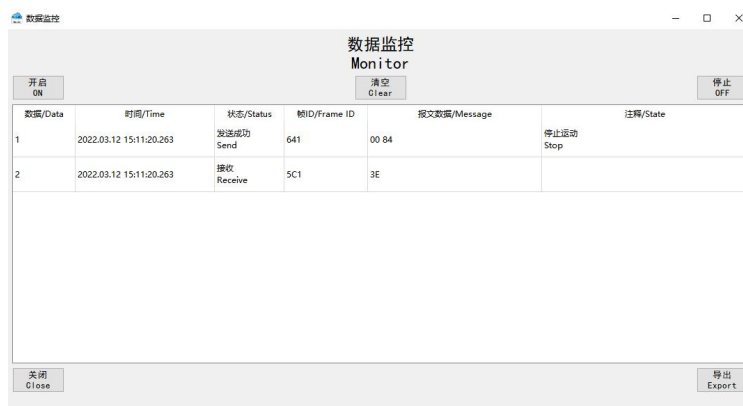 数据监控
数据监控
Monitor
开启
ON
清空
Clear
停止
OFF
数据/Data 时间/Time 状态/Status 帧ID/Frame ID 报文数据/Message 注释/State
1 2022.03.12 15:11:20.263 发送成功 Send 641 00 84 停止运动 Stop
2 2022.03.12 15:11:20.263 接收 Receive 5C1 3E
关闭
Close
导出
Export